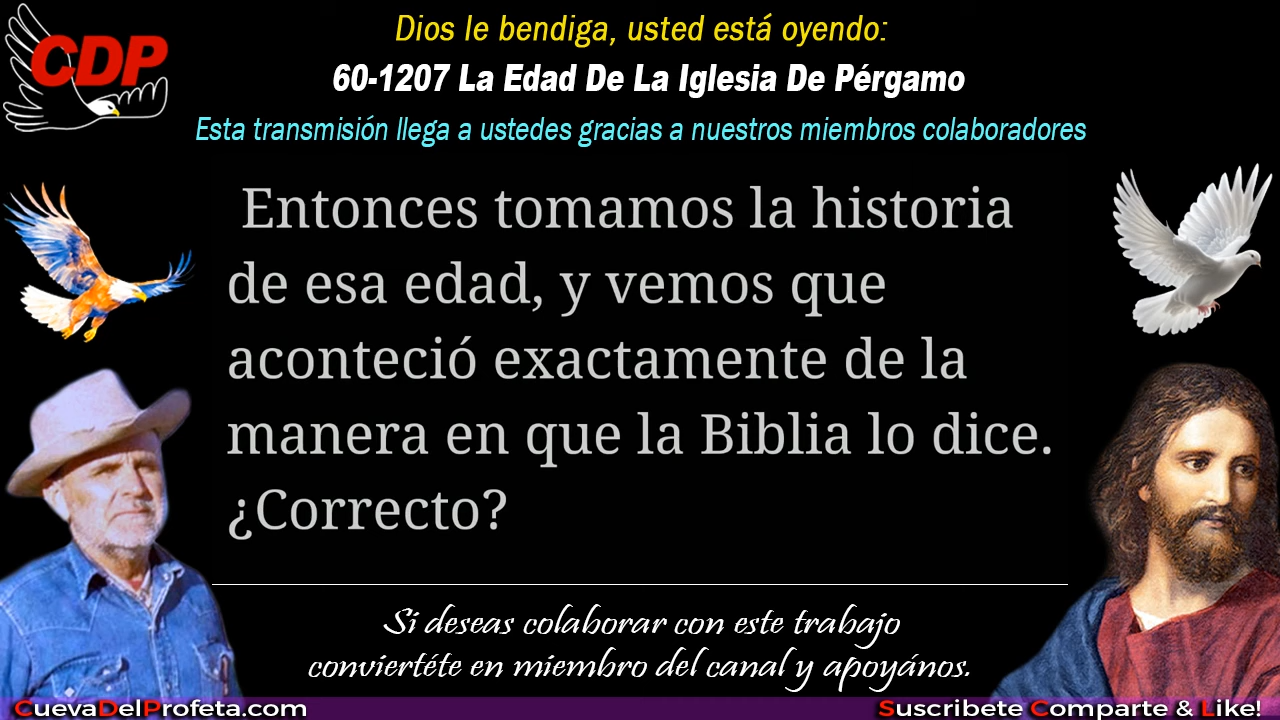 CDP
Dios le bendiga, usted está oyendo:
60-1207 La Edad De La Iglesia De Pérgamo
Esta transmisión llega a ustedes gracias a nuestros miembros colaboradores
Entonces tomamos la historia
de esa edad, y vemos que
aconteció exactamente de la
manera en que la Biblia lo dice.
¿Correcto?
Si deseas colaborar con este trabajo
conviertéte en miembro del canal y apoyános.
CuevaDelProfeta.com
Suscribete Comparte & Like!